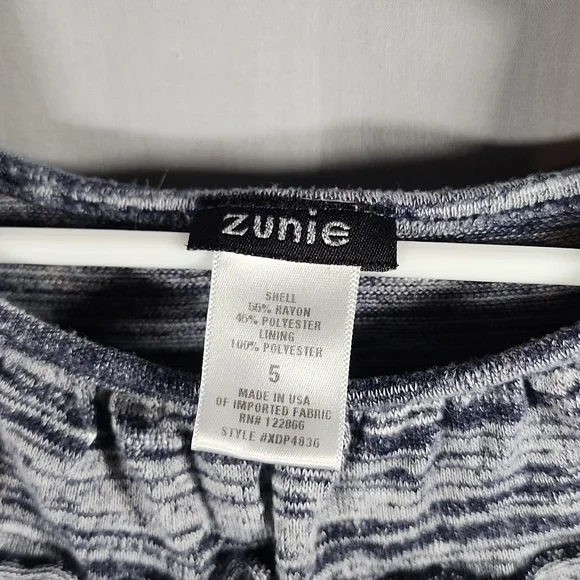 zunie
SHELL
55% RAYON
45% POLYESTER
LINING
100% POLYESTER
5
MADE IN USA
OF IMPORTED FABRIC
RN# 122866
STYLE #XDP4836